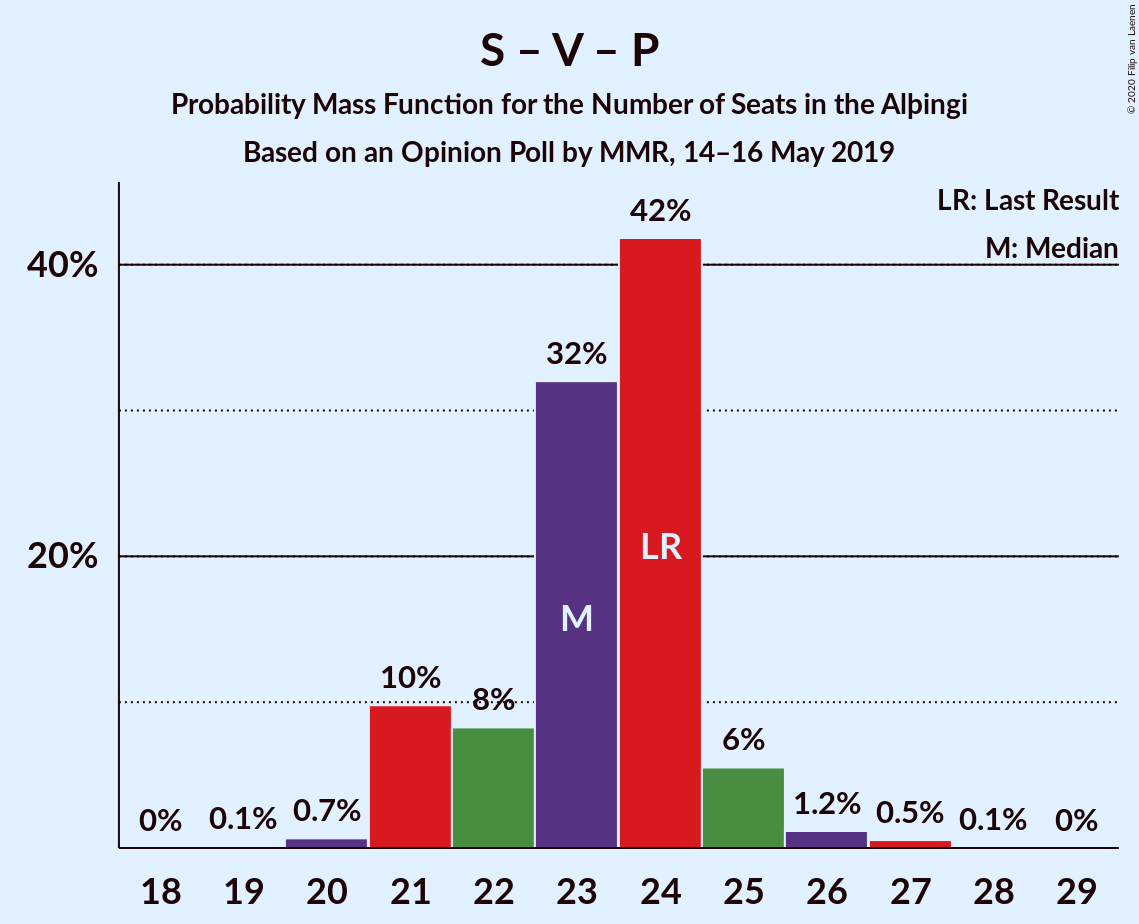 S – V – P
Probability Mass Function for the Number of Seats in the Alþingi
Based on an Opinion Poll by MMR, 14–16 May 2019
© 2020 Filip van Laenen
LR: Last Result
M: Median
40%
20%
0%
0.1%
0.7%
10%
8%
32%
42%
6%
1.2%
0.5%
0.1%
0%
M
LR
18 19 20 21 22 23 24 25 26 27 28 29